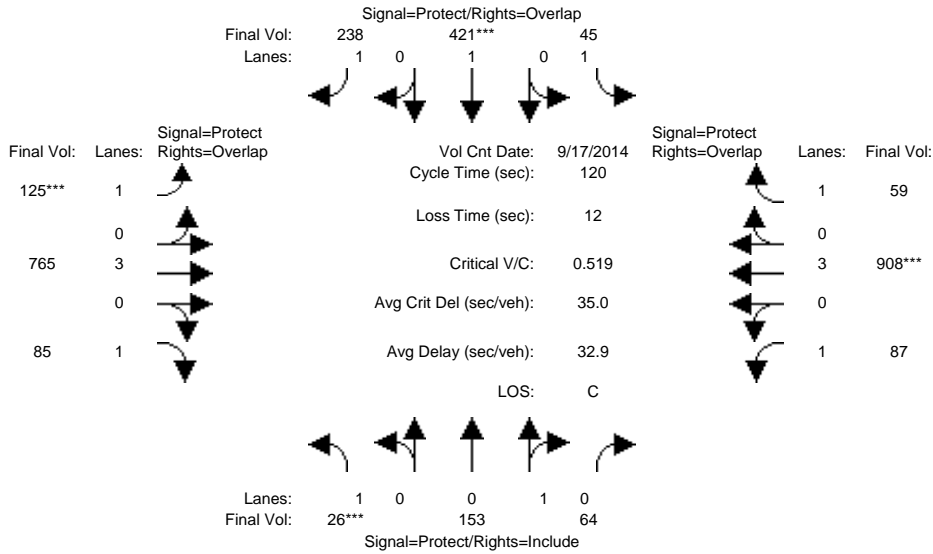 Signal=Protect/Rights=Overlap
Final Vol: 238 421*** 45
Lanes: 1 0 1 0 1
Signal=Protect
Final Vol: Lanes: Rights=Overlap
Vol Cnt Date: 9/17/2014
Signal=Protect
Rights=Overlap Lanes: Final Vol:
Cycle Time (sec): 120
125*** 1
1 59
Loss Time (sec): 12
0
0
765 3
Critical V/C: 0.519
3 908***
0
Avg Crit Del (sec/veh): 35.0
0
85 1
Avg Delay (sec/veh): 32.9
1 87
LOS: C
Lanes: 1 0 0 1 0
Final Vol: 26*** 153 64
Signal=Protect/Rights=Include